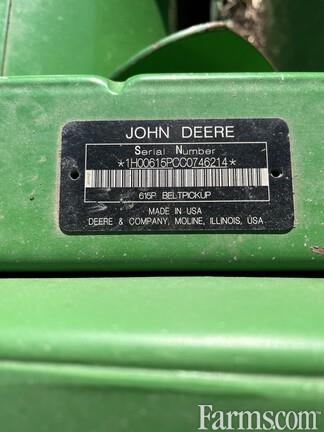 JOHN DEERE
Serial Number
*1H00615PCC0746214*
615P BELTPICKUP
MADE IN USA
DEERE & COMPANY, MOLINE, ILLINOIS, USA
Farms.com